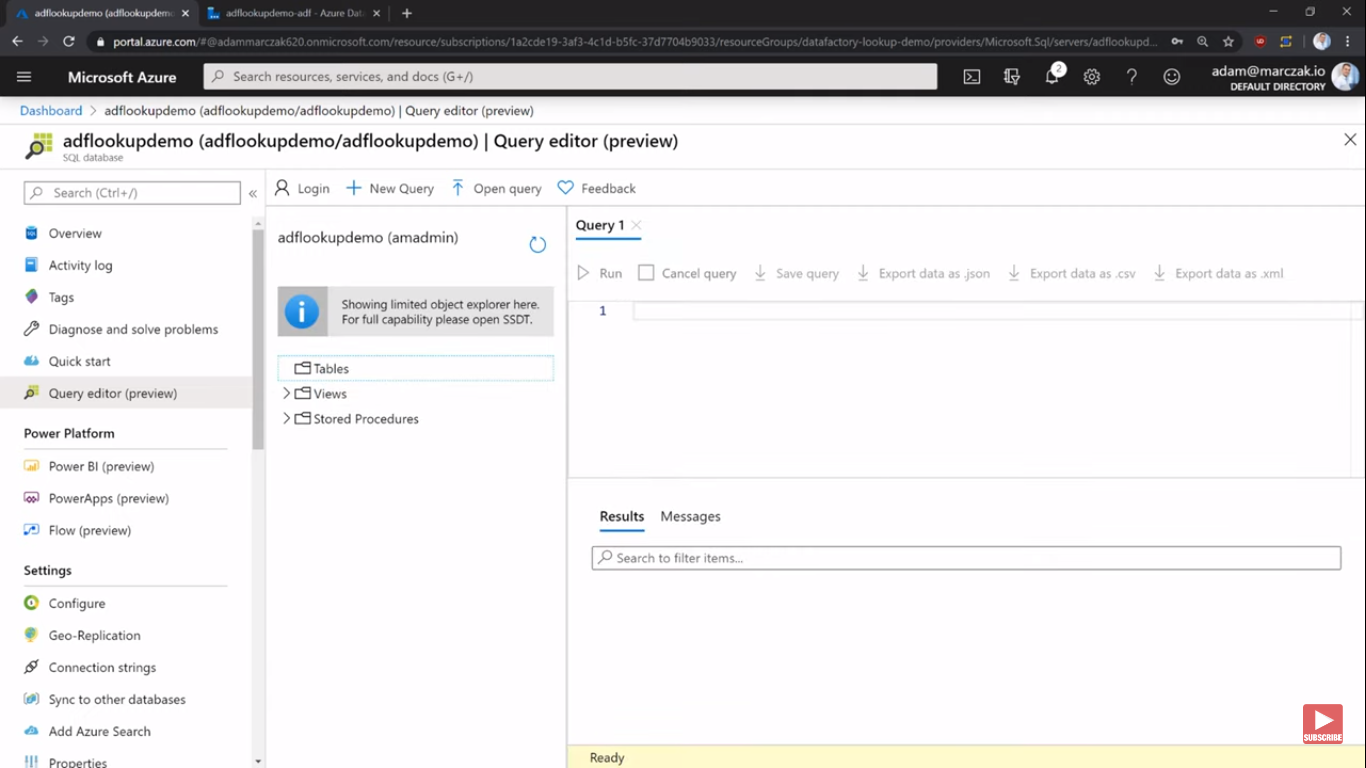 adflookupdemo (adflookupdemo
adflookupdemo-adf - Azure Dat
portal.azure.com/#@adammarczak620.onmicrosoft.com/resource/subscriptions/1a2cde19-3af3-4c1d-b5fc-37d7704b9033/resourceGroups/datafactory-lookup-demo/providers/Microsoft.Sql/servers/adflookupd...
Microsoft Azure
Search resources, services, and docs (G+/)
2
adam@marczak.io
DEFAULT DIRECTORY
Dashboard > adflookupdemo (adflookupdemo/adflookupdemo) | Query editor (preview)
adflookupdemo (adflookupdemo/adflookupdemo) | Query editor (preview)
SQL database
Search (Ctrl+/)
«
Overview
Activity log
Tags
Diagnose and solve problems
Quick start
Query editor (preview)
Power Platform
Power BI (preview)
PowerApps (preview)
Flow (preview)
Settings
Configure
Geo-Replication
Connection strings
Sync to other databases
Add Azure Search
Properties
Login
New Query
Open query
Feedback
adflookupdemo (amadmin)
Showing limited object explorer here.
For full capability please open SSDT.
Tables
Views
Stored Procedures
Query 1
Run
Cancel query
Save query
Export data as .json
Export data as .csv
Export data as .xml
1
Results
Messages
Search to filter items...
Ready
SUBSCRIBE